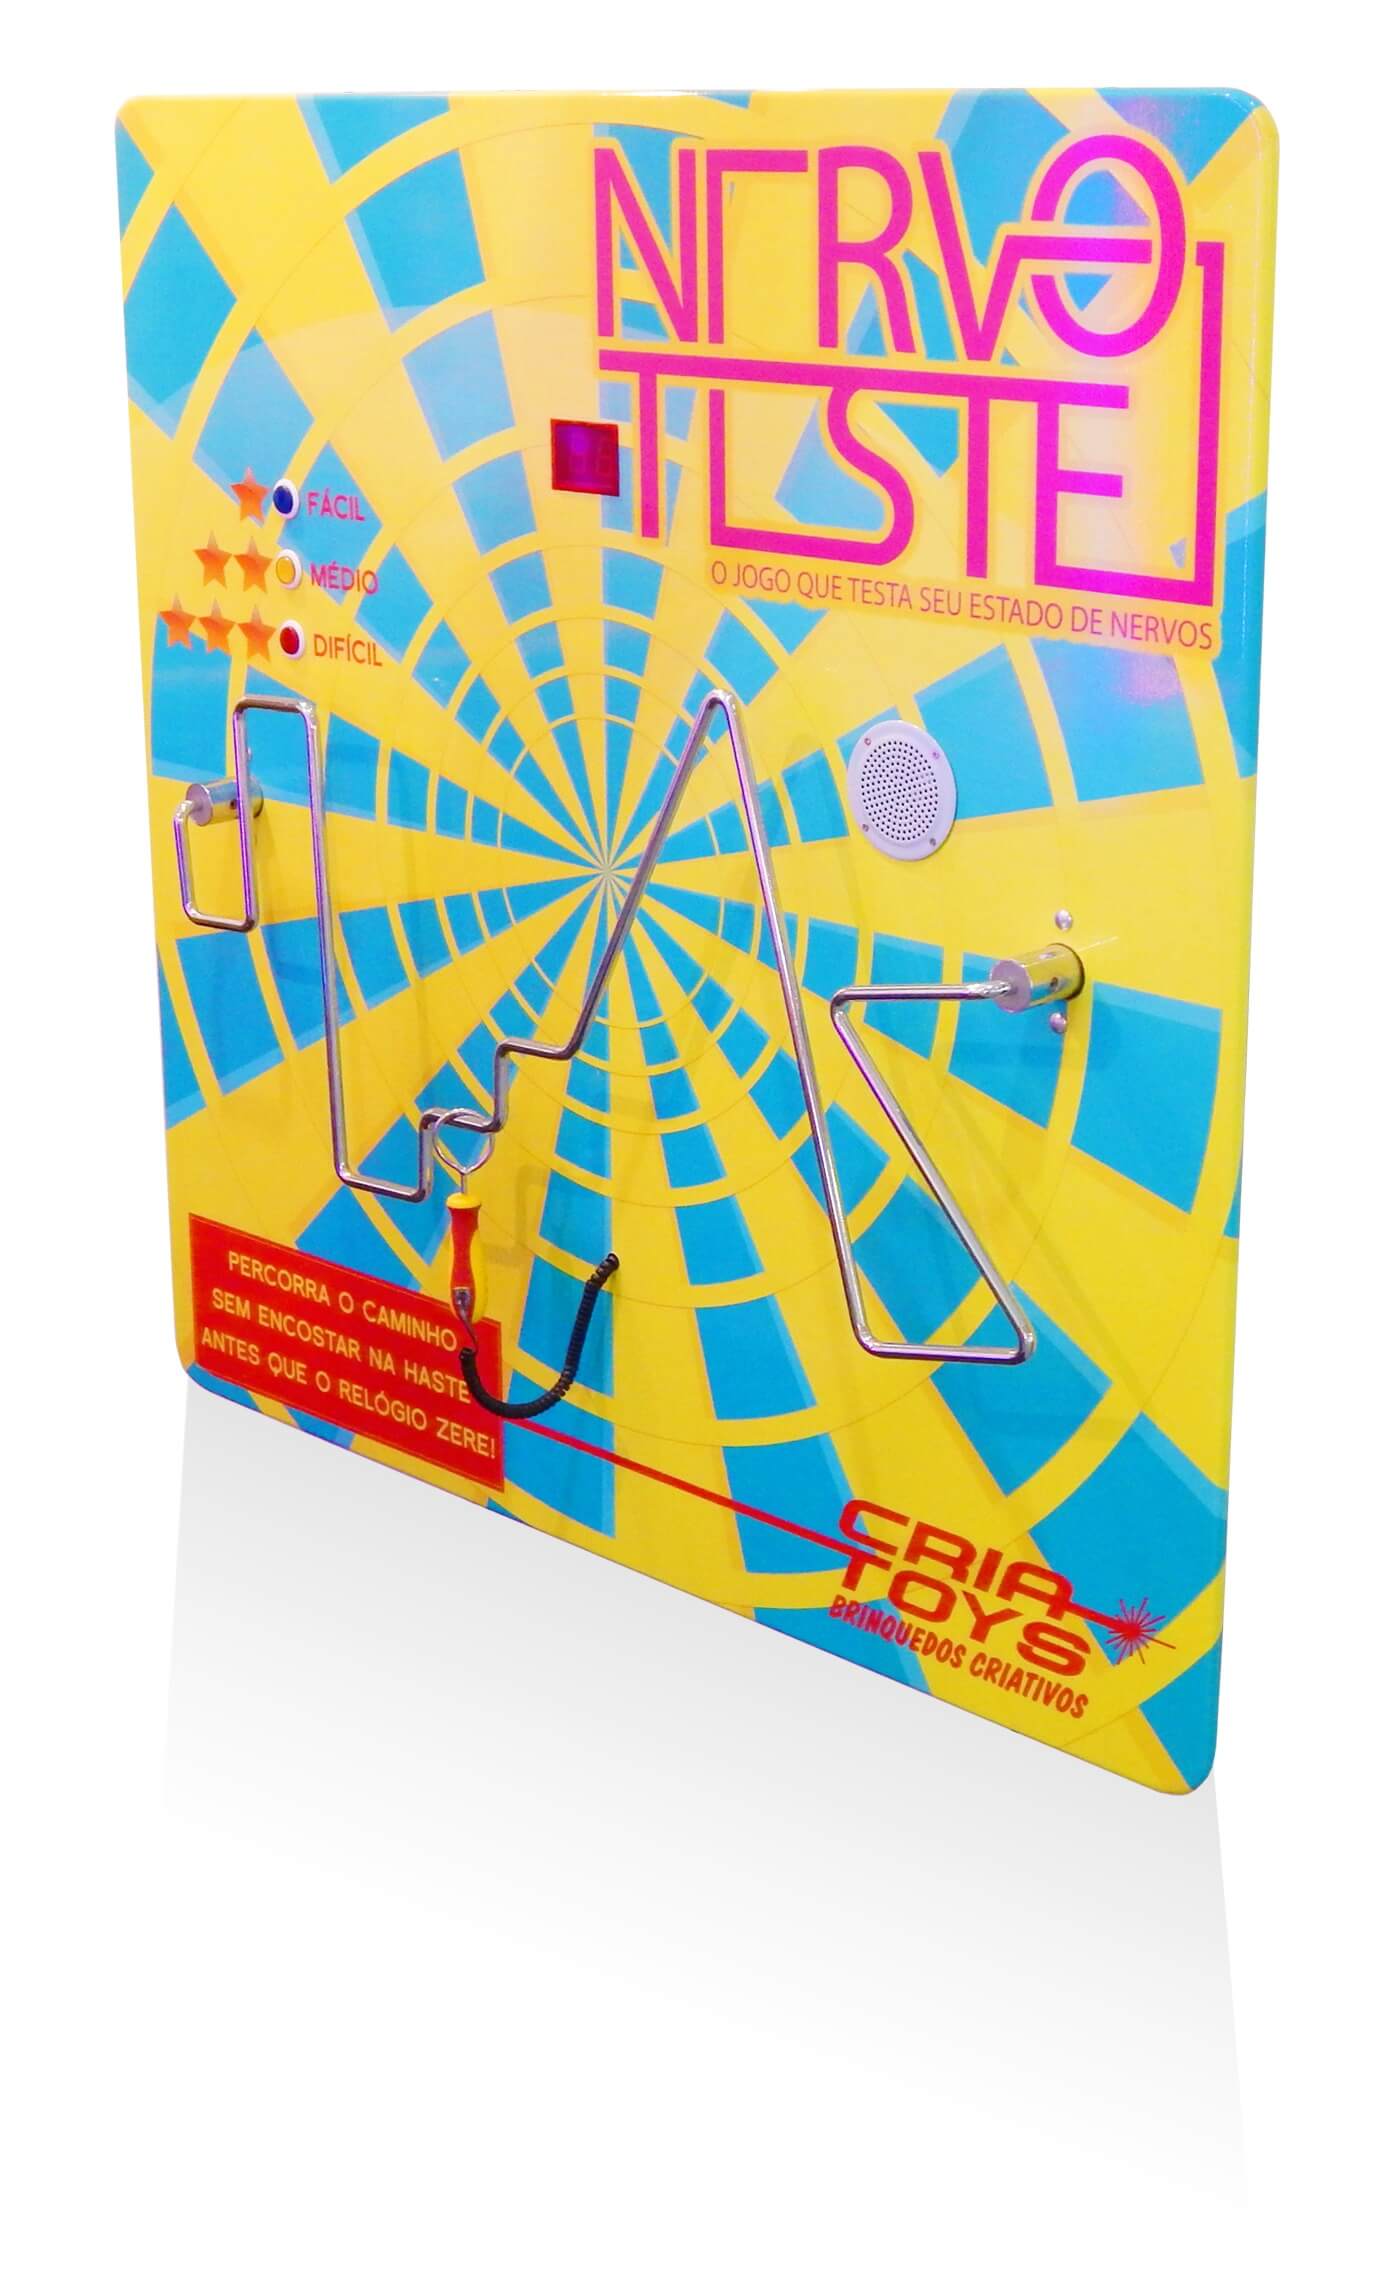 NERVO
TESTE
O JOGO QUE TESTA SEU ESTADO DE NERVOS
FÁCIL
MÉDIO
DIFÍCIL
PERCORRA O CAMINHO
SEM ENCOSTAR NA HASTE
ANTES QUE O RELÓGIO ZERE!
CRIA
TOYS
BRINQUEDOS CRIATIVOS